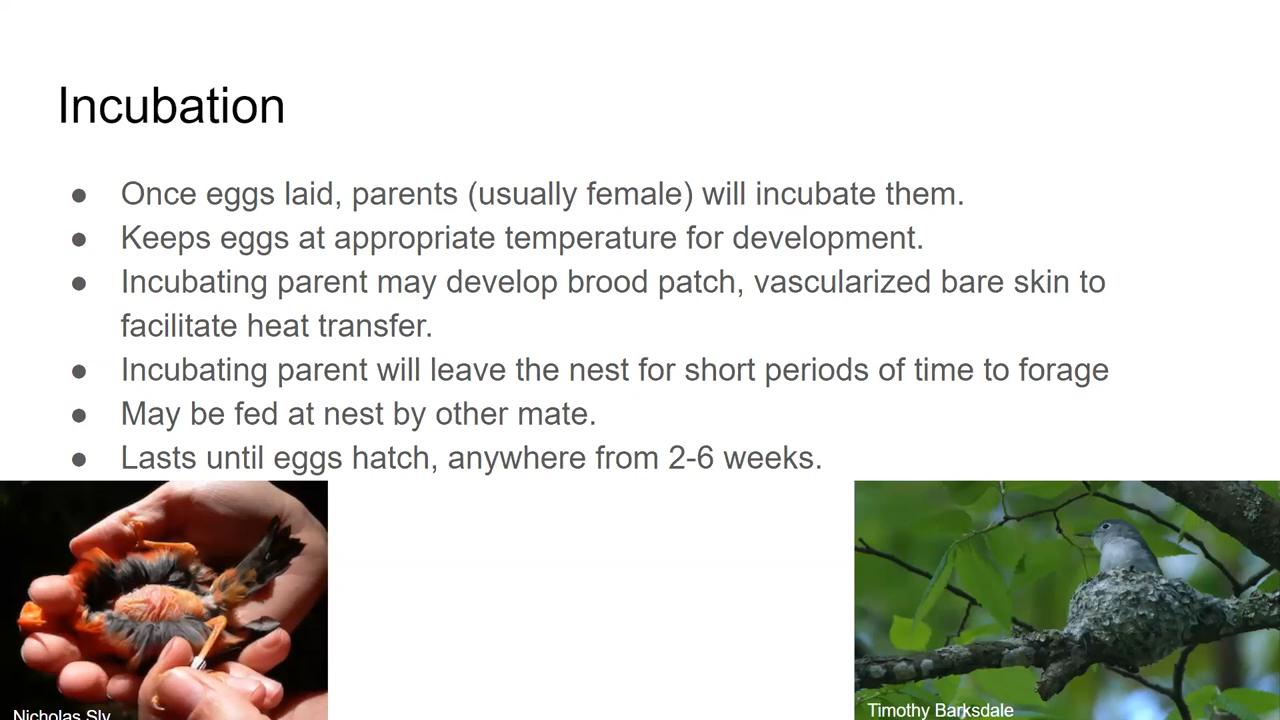 Incubation
● Once eggs laid, parents (usually female) will incubate them.
● Keeps eggs at appropriate temperature for development.
● Incubating parent may develop brood patch, vascularized bare skin to
facilitate heat transfer.
● Incubating parent will leave the nest for short periods of time to forage
● May be fed at nest by other mate.
● Lasts until eggs hatch, anywhere from 2-6 weeks.
Nicholas Sly
Timothy Barksdale